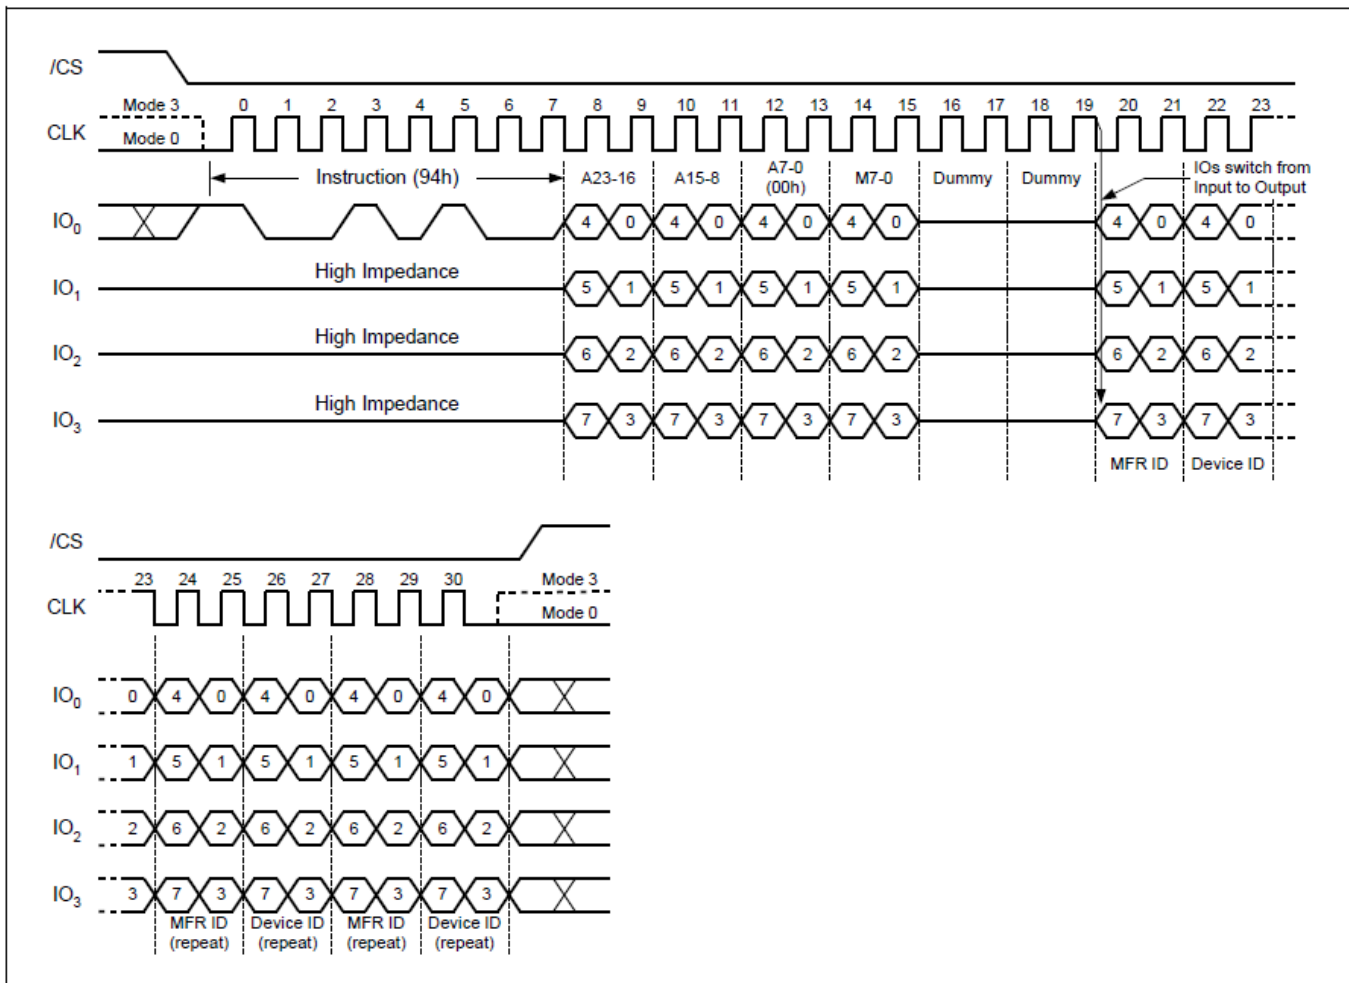 /CS
Mode 3 0 1 2 3 4 5 6 7 8 9 10 11 12 13 14 15 16 17 18 19 20 21 22 23
CLK Mode 0
Instruction (94h) A23-16 A15-8 A7-0 (00h) M7-0 Dummy Dummy IOs switch from Input to Output
IO0 4 0 4 0 4 0 4 0 4 0 4 0
High Impedance
IO1 5 1 5 1 5 1 5 1 5 1 5 1
High Impedance
IO2 6 2 6 2 6 2 6 2 6 2 6 2
High Impedance
IO3 7 3 7 3 7 3 7 3 7 3 7 3
MFR ID Device ID
/CS
23 24 25 26 27 28 29 30 Mode 3
CLK Mode 0
IO0 0 4 0 4 0 4 0 4 0
IO1 1 5 1 5 1 5 1 5 1
IO2 2 6 2 6 2 6 2 6 2
IO3 3 7 3 7 3 7 3 7 3
MFR ID Device ID MFR ID Device ID
(repeat) (repeat) (repeat) (repeat)